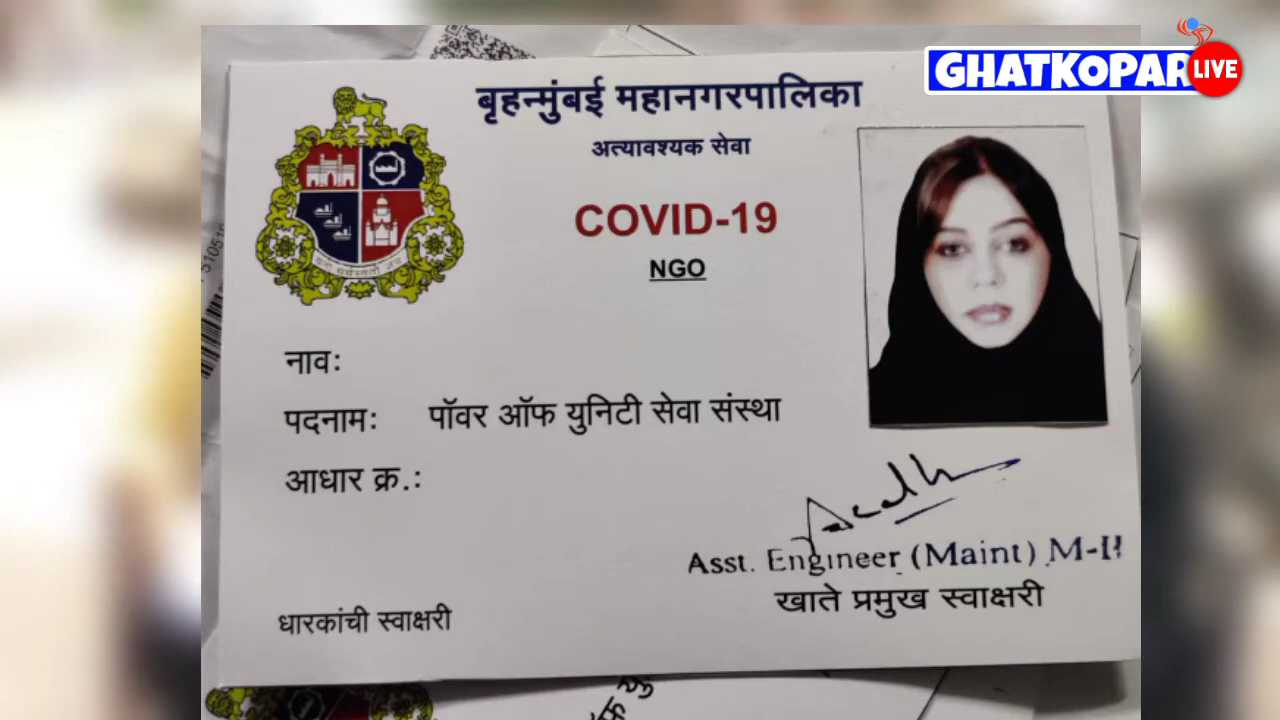 GHATKOPAR LIVE
बृहन्मुंबई महानगरपालिका
अत्यावश्यक सेवा
COVID-19
NGO
नावः
पदनामः पॉवर ऑफ युनिटी सेवा संस्था
आधार क्र.:
Asst. Engineer (Maint) M-II
खाते प्रमुख स्वाक्षरी
धारकांची स्वाक्षरी